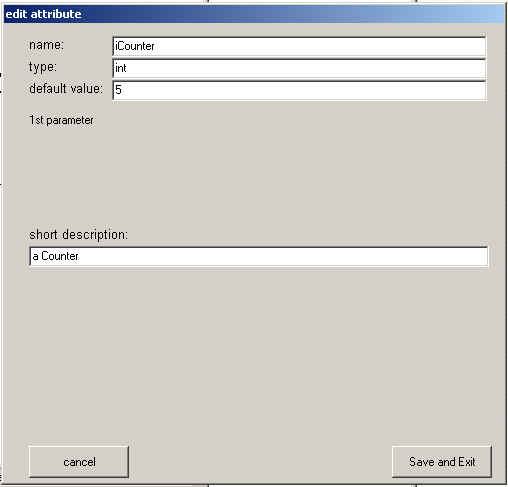 edit attribute
name: iCounter
type: int
default value: 5
1st parameter
short description:
a Counter
cancel Save and Exit